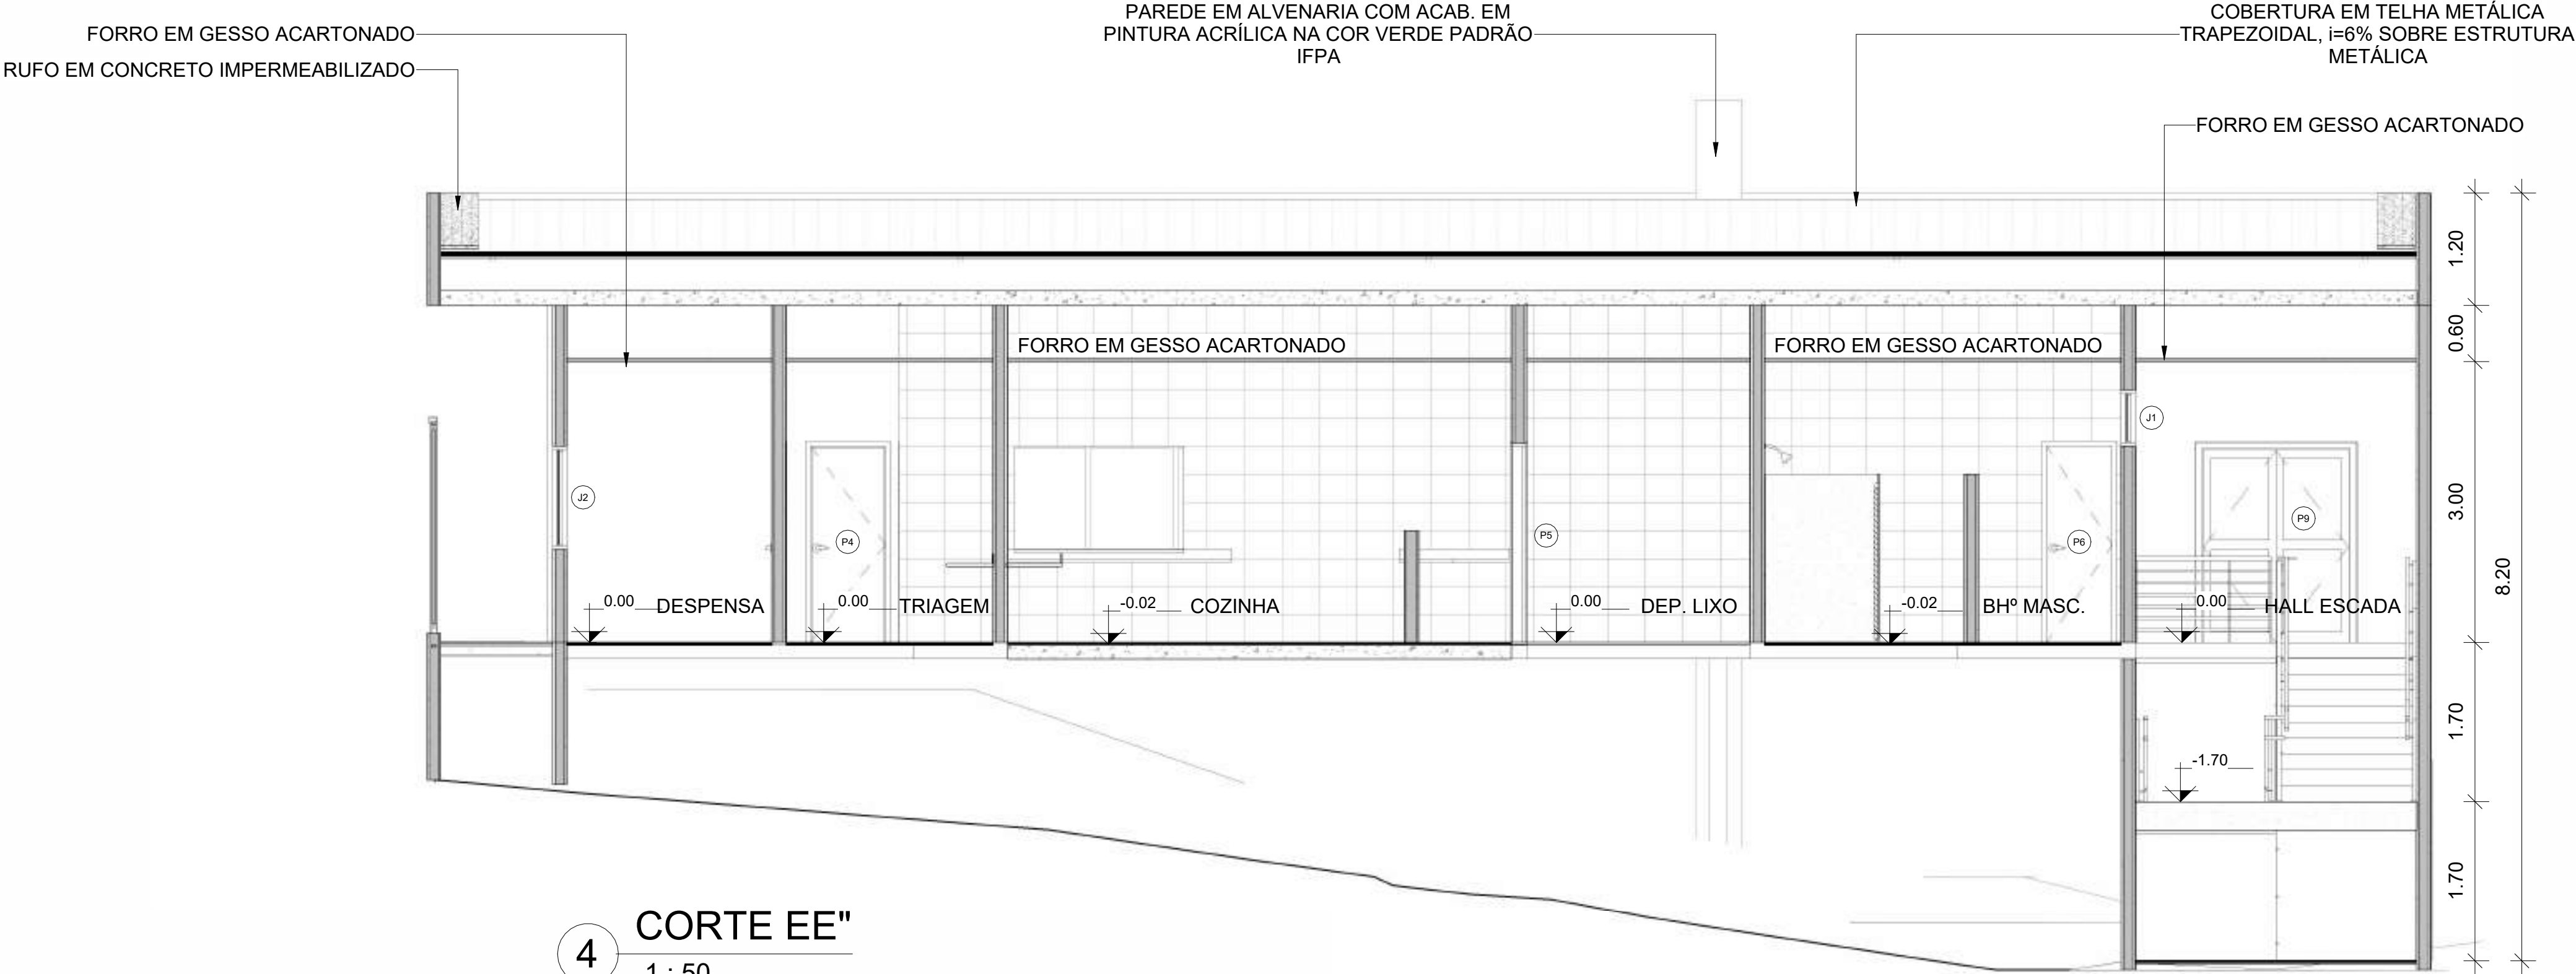 PAREDE EM ALVENARIA COM ACAB. EM
PINTURA ACRÍLICA NA COR VERDE PADRÃO
IFPA
COBERTURA EM TELHA METÁLICA
TRAPEZOIDAL, i=6% SOBRE ESTRUTURA
METÁLICA
FORRO EM GESSO ACARTONADO
RUFO EM CONCRETO IMPERMEABILIZADO
FORRO EM GESSO ACARTONADO
1.20
0.60
FORRO EM GESSO ACARTONADO
FORRO EM GESSO ACARTONADO
J1
J2
3.00
P4
P5
P6
P9
8.20
0.00 DESPENSA
0.00 TRIAGEM
-0.02 COZINHA
0.00 DEP. LIXO
-0.02 BHº MASC.
0.00 HALL ESCADA
1.70
-1.70
1.70
4 CORTE EE"
1 : 50